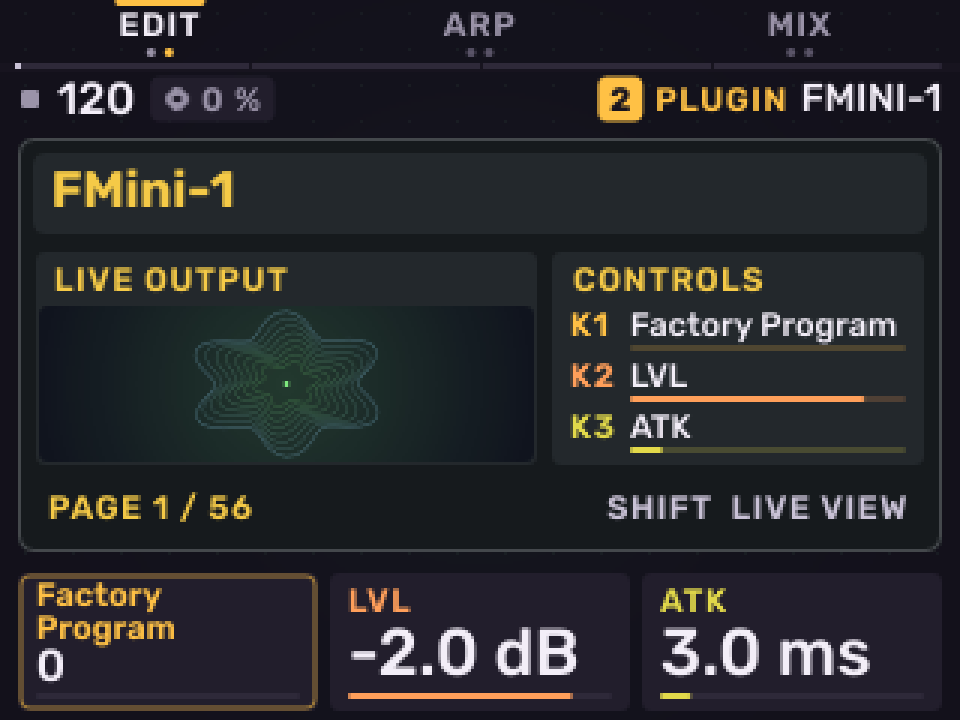 EDIT ARP MIX
120 0 % 2 PLUGIN FMINI-1
FMini-1
LIVE OUTPUT
CONTROLS
K1 Factory Program
K2 LVL
K3 ATK
PAGE 1 / 56
SHIFT LIVE VIEW
Factory
Program
0
LVL
-2.0 dB
ATK
3.0 ms